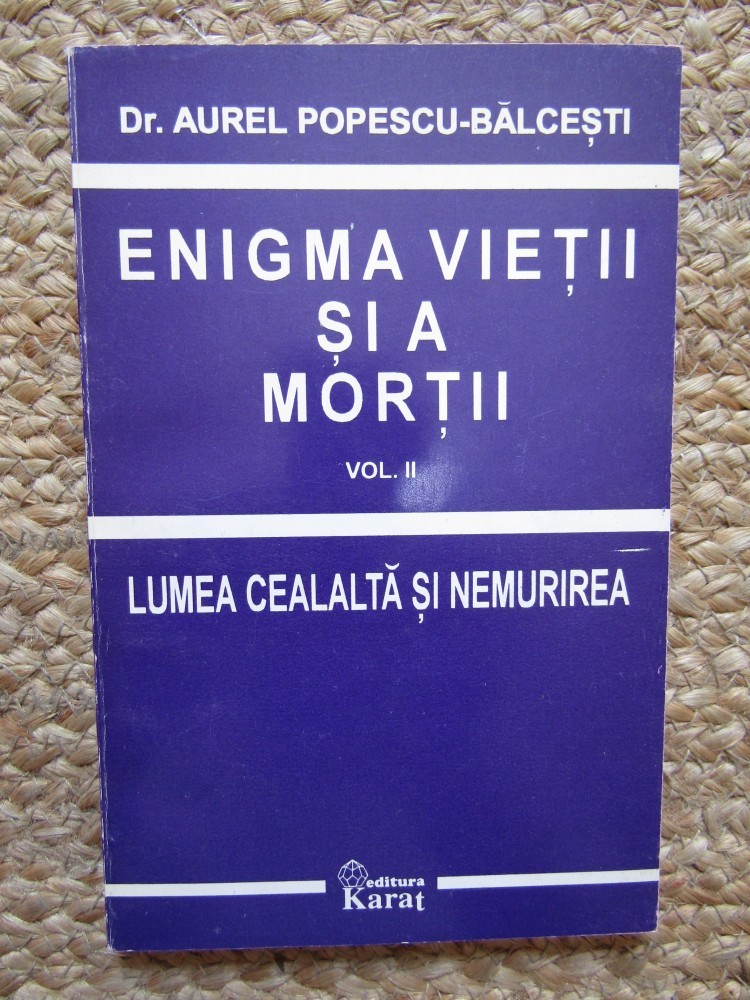 Dr. AUREL POPESCU-BĂLCEȘTI
ENIGMA VIEȚII
ȘI A
MORȚII
VOL. II
LUMEA CEALALTĂ ȘI NEMURIREA
editura
Karat